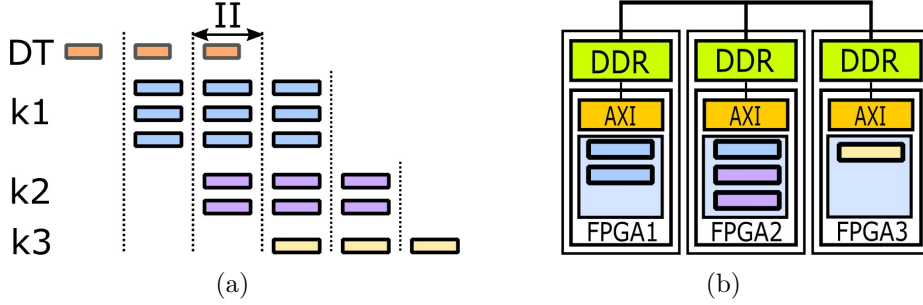 II
DT
k1
k2
k3
(a)
DDR DDR DDR
AXI AXI AXI
FPGA1 FPGA2 FPGA3
(b)